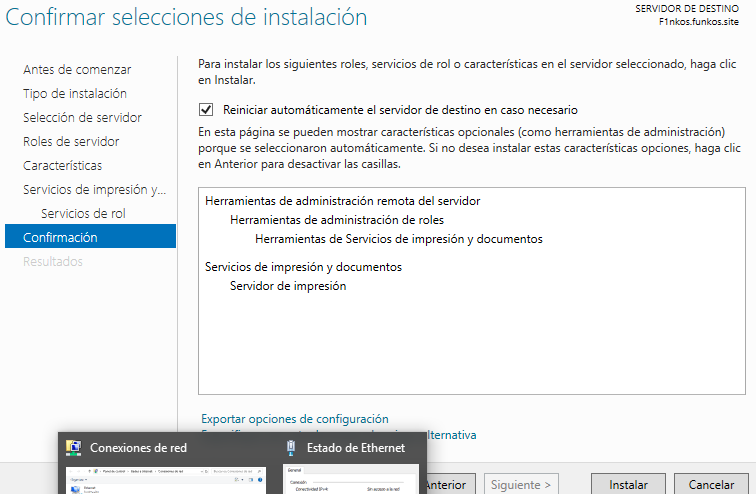 Confirmar selecciones de instalación
SERVIDOR DE DESTINO
F1nkos.funkos.site
Antes de comenzar
Tipo de instalación
Selección de servidor
Roles de servidor
Características
Servicios de impresión y...
Servicios de rol
Confirmación
Resultados
Para instalar los siguientes roles, servicios de rol o características en el servidor seleccionado, haga clic
en Instalar.
Reiniciar automáticamente el servidor de destino en caso necesario
En esta página se pueden mostrar características opcionales (como herramientas de administración)
porque se seleccionaron automáticamente. Si no desea instalar estas características opciones, haga clic
en Anterior para desactivar las casillas.
Herramientas de administración remota del servidor
Herramientas de administración de roles
Herramientas de Servicios de impresión y documentos
Servicios de impresión y documentos
Servidor de impresión
Exportar opciones de configuración
alternativa
Conexiones de red
Estado de Ethernet
General
Conexión
Conectividad IPv4:
Sin acceso a la red
Anterior
Siguiente >
Instalar
Cancelar